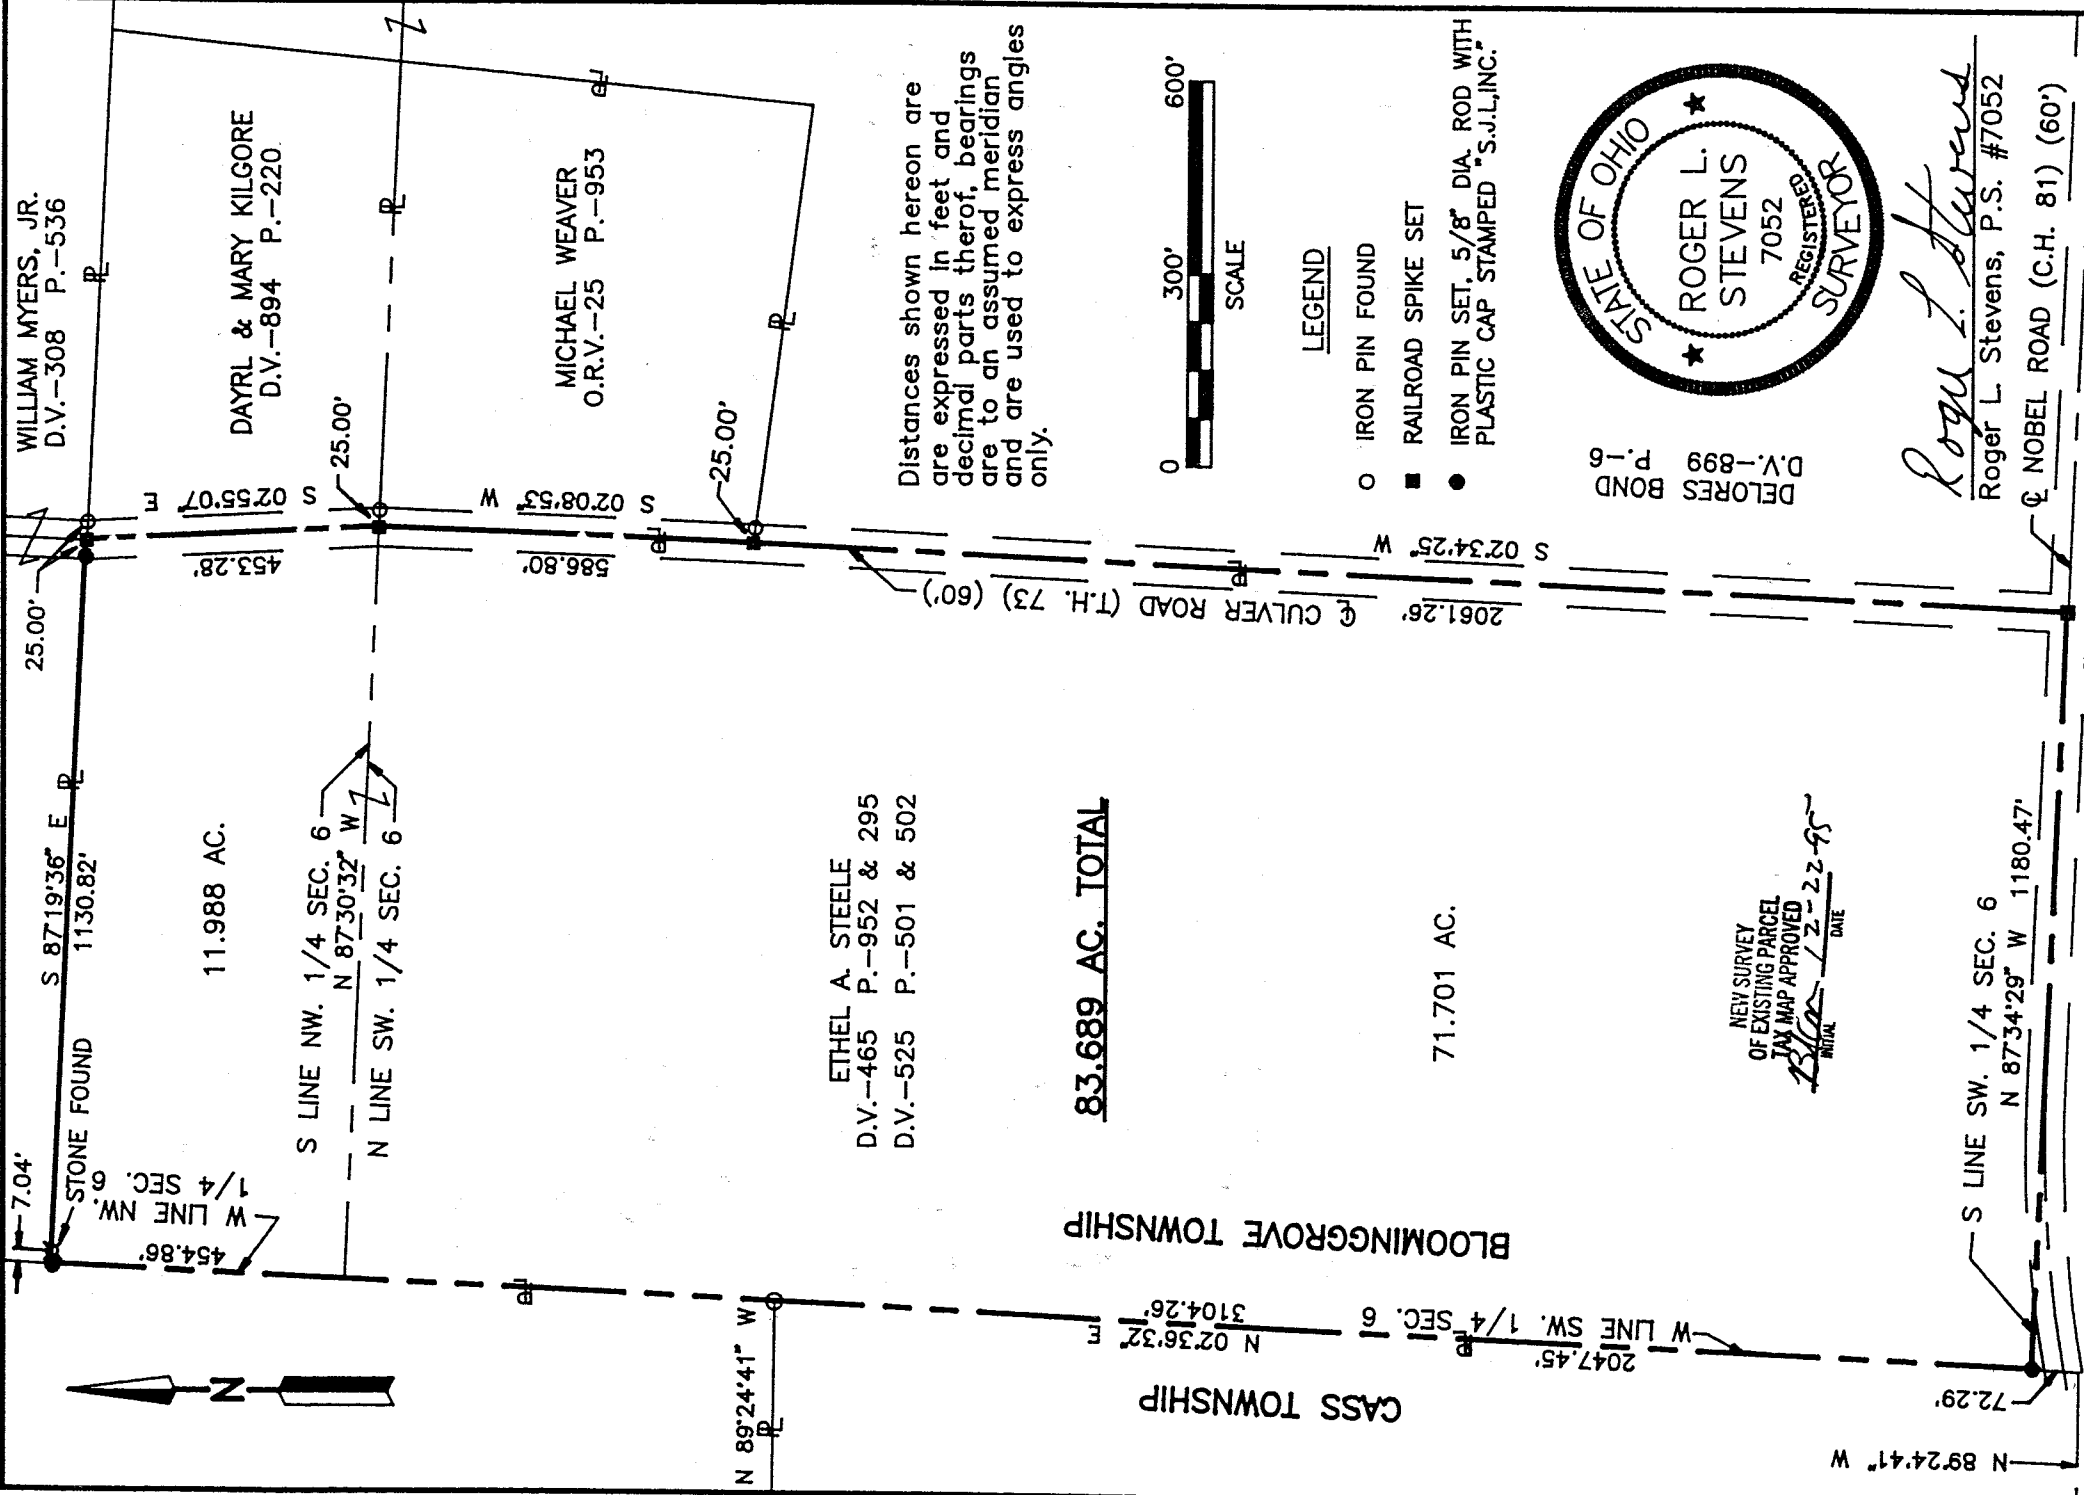 WILLIAM MYERS, JR.
D.V.-308 P.-536
DAYRL & MARY KILGORE
D.V.-894 P.-220
MICHAEL WEAVER
O.R.V.-25 P.-953
25.00'
25.00'
25.00'
S 02°55'07" E
453.28'
S 02°08'53" W
586.80'
S 02°34'25" W
2061.26'
℄ CULVER ROAD (T.H. 73) (60')
Distances shown hereon are
are expressed in feet and
decimal parts therof, bearings
are to an assumed meridian
and are used to express angles
only.
0 300' 600'
SCALE
LEGEND
○ IRON PIN FOUND
■ RAILROAD SPIKE SET
● IRON PIN SET, 5/8" DIA. ROD WITH
PLASTIC CAP STAMPED "S.J.L,INC."
DELORES BOND
D.V.-899 P.-6
STATE OF OHIO
ROGER L.
STEVENS
7052
REGISTERED
SURVEYOR
Roger L. Stevens
Roger L. Stevens, P.S. #7052
℄ NOBEL ROAD (C.H. 81) (60')
7.04'
STONE FOUND
S 87°19'36" E
1130.82'
W LINE NW.
1/4 SEC. 6
454.86'
11.988 AC.
S LINE NW. 1/4 SEC. 6
N 87°30'32" W
N LINE SW. 1/4 SEC. 6
ETHEL A. STEELE
D.V.-465 P.-952 & 295
D.V.-525 P.-501 & 502
83.689 AC. TOTAL
71.701 AC.
NEW SURVEY
OF EXISTING PARCEL
TAX MAP APPROVED
12-22-95
INITIAL DATE
S LINE SW. 1/4 SEC. 6
N 87°34'29" W 1180.47'
BLOOMINGGROVE TOWNSHIP
CASS TOWNSHIP
N
N 89°24'41" W
3104.26'
N 02°36'32" E
W LINE SW. 1/4 SEC. 6
2047.45'
72.29'
N 89°24'41" W